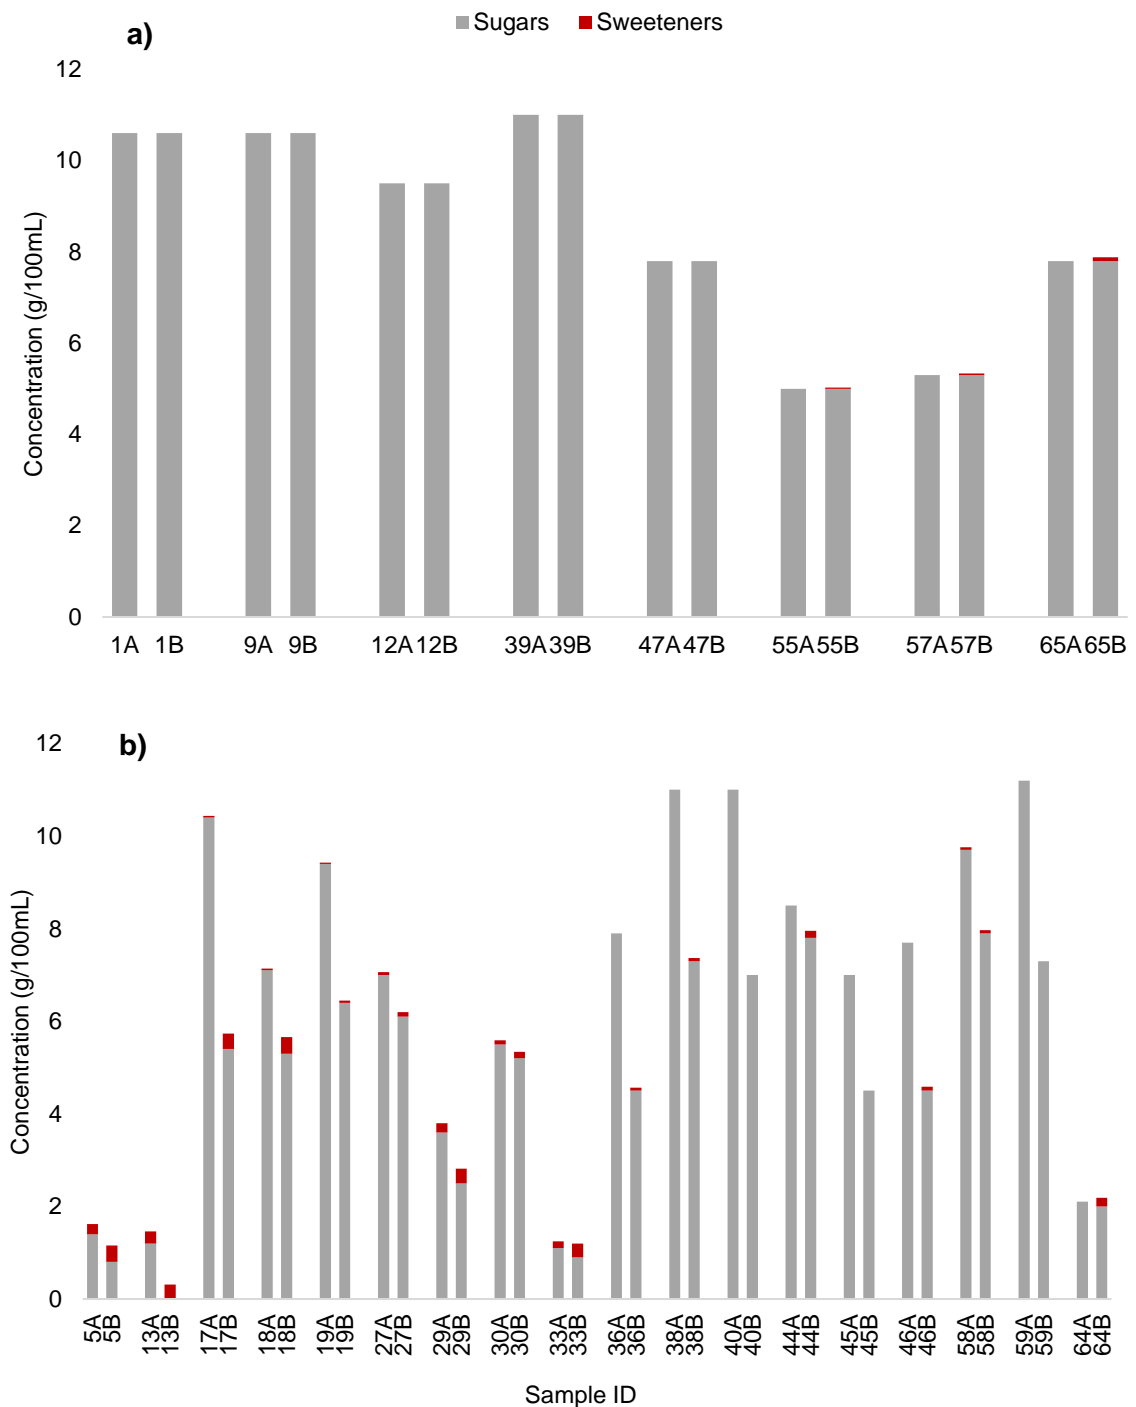 a)
Sugars Sweeteners
12
10
8
6
4
2
0
Concentration (g/100mL)
1A 1B 9A 9B 12A 12B 39A 39B 47A 47B 55A 55B 57A 57B 65A 65B
b)
12
10
8
6
4
2
0
Concentration (g/100mL)
5A 5B 13A 13B 17A 17B 18A 18B 19A 19B 27A 27B 29A 29B 30A 30B 33A 33B 36A 36B 38A 38B 40A 40B 44A 44B 45A 45B 46A 46B 58A 58B 59A 59B 64A 64B
Sample ID